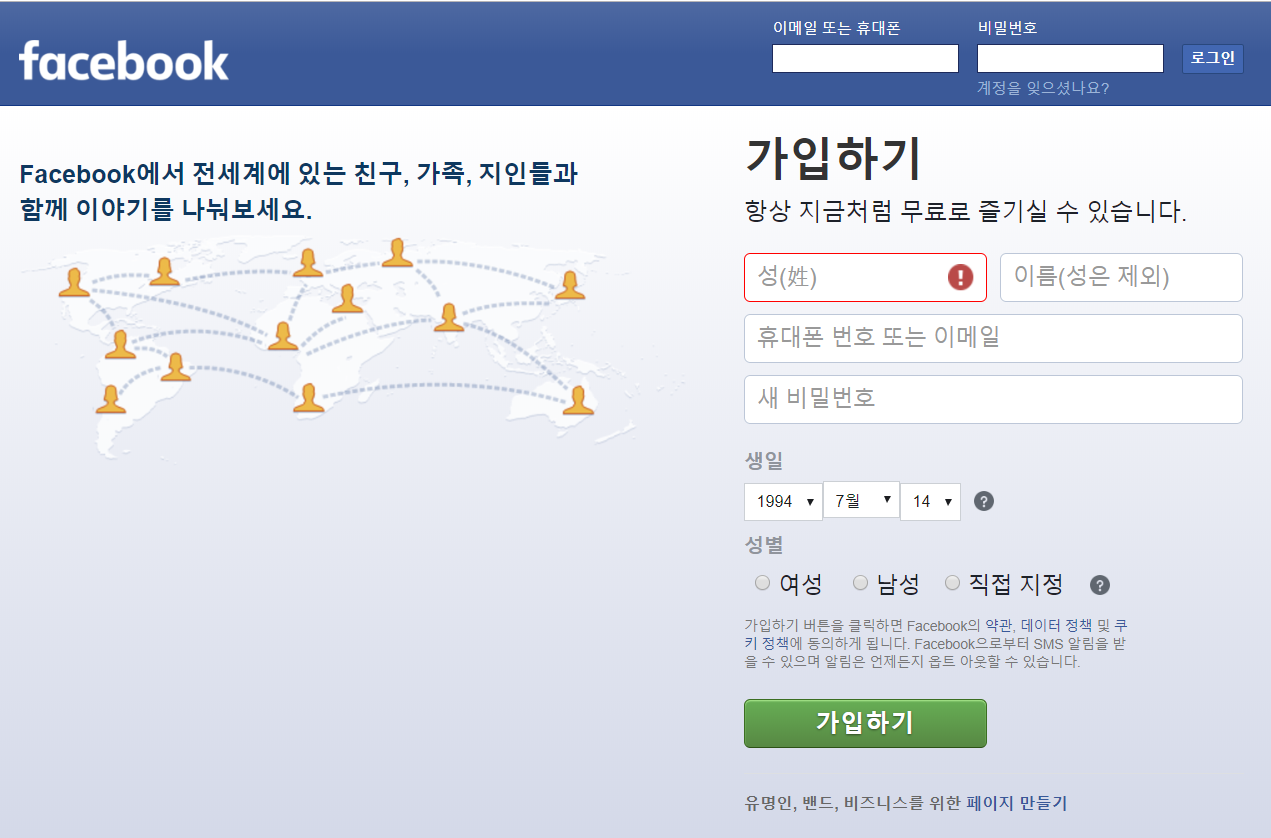 facebook
이메일 또는 휴대폰
비밀번호
로그인
계정을 잊으셨나요?
Facebook에서 전세계에 있는 친구, 가족, 지인들과
함께 이야기를 나눠보세요.
가입하기
항상 지금처럼 무료로 즐기실 수 있습니다.
성(姓)
이름(성은 제외)
휴대폰 번호 또는 이메일
새 비밀번호
생일
1994 7월 14
성별
여성 남성 직접 지정
가입하기 버튼을 클릭하면 Facebook의 약관, 데이터 정책 및 쿠
키 정책에 동의하게 됩니다. Facebook으로부터 SMS 알림을 받
을 수 있으며 알림은 언제든지 옵트 아웃할 수 있습니다.
가입하기
유명인, 밴드, 비즈니스를 위한 페이지 만들기